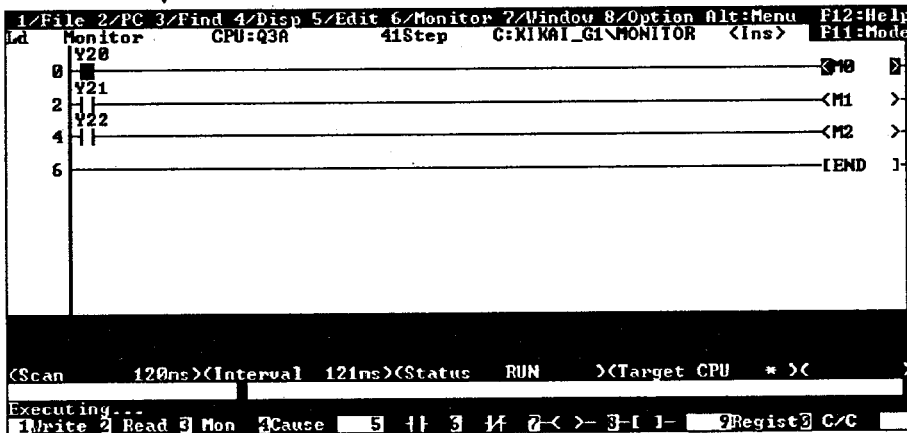 1/File 2/PC 3/Find 4/Disp 5/Edit 6/Monitor 7/Window 8/Option Alt:Menu F12:Help
Ld Monitor CPU:Q3A 41Step C:KIKAI_G1\MONITOR <Ins> F11:Mode
Y20
0 <M0 >
Y21
2 <M1 >
Y22
4 <M2 >
6 [END ]
(Scan 120ms)(Interval 121ms)(Status RUN )(Target CPU * )(
Executing...
1Write 2 Read 3 Mon 4Cause 5 ┤├ 6 ┤/├ 7-< >- 8-[ ]- 9Regist C/C